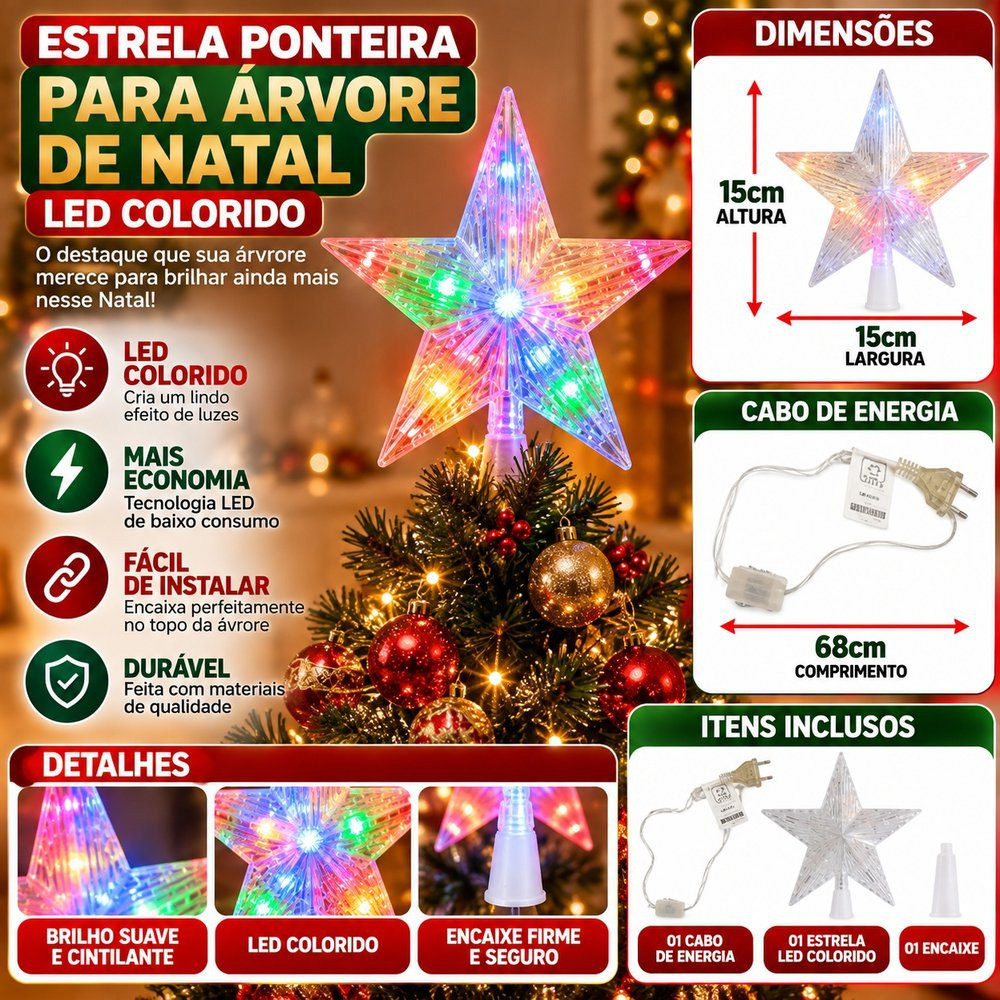 ESTRELA PONTEIRA
PARA ÁRVORE
DE NATAL
LED COLORIDO
O destaque que sua árvrore
merece para brilhar ainda mais
nesse Natal!
LED
COLORIDO
Cria um lindo
efeito de luzes
MAIS
ECONOMIA
Tecnologia LED
de baixo consumo
FÁCIL
DE INSTALAR
Encaixa perfeitamente
no topo da ávrore
DURÁVEL
Feita com materiais
de qualidade
DIMENSÕES
15cm
ALTURA
15cm
LARGURA
CABO DE ENERGIA
68cm
COMPRIMENTO
DETALHES
BRILHO SUAVE
E CINTILANTE
LED COLORIDO
ENCAIXE FIRME
E SEGURO
ITENS INCLUSOS
01 CABO
DE ENERGIA
01 ESTRELA
LED COLORIDO
01 ENCAIXE